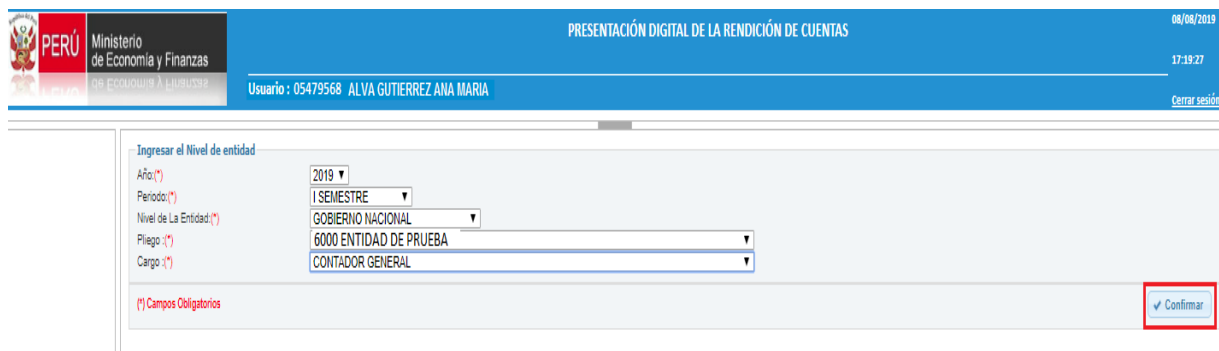 PRESENTACIÓN DIGITAL DE LA RENDICIÓN DE CUENTAS
08/08/2019
PERÚ
Ministerio
de Economía y Finanzas
17:19:27
Usuario : 05479568 ALVA GUTIERREZ ANA MARIA
Cerrar sesión
Ingresar el Nivel de entidad
Año:(*) 2019
Periodo:(*) I SEMESTRE
Nivel de La Entidad:(*) GOBIERNO NACIONAL
Pliego :(*) 6000 ENTIDAD DE PRUEBA
Cargo :(*) CONTADOR GENERAL
(*) Campos Obligatorios
Confirmar